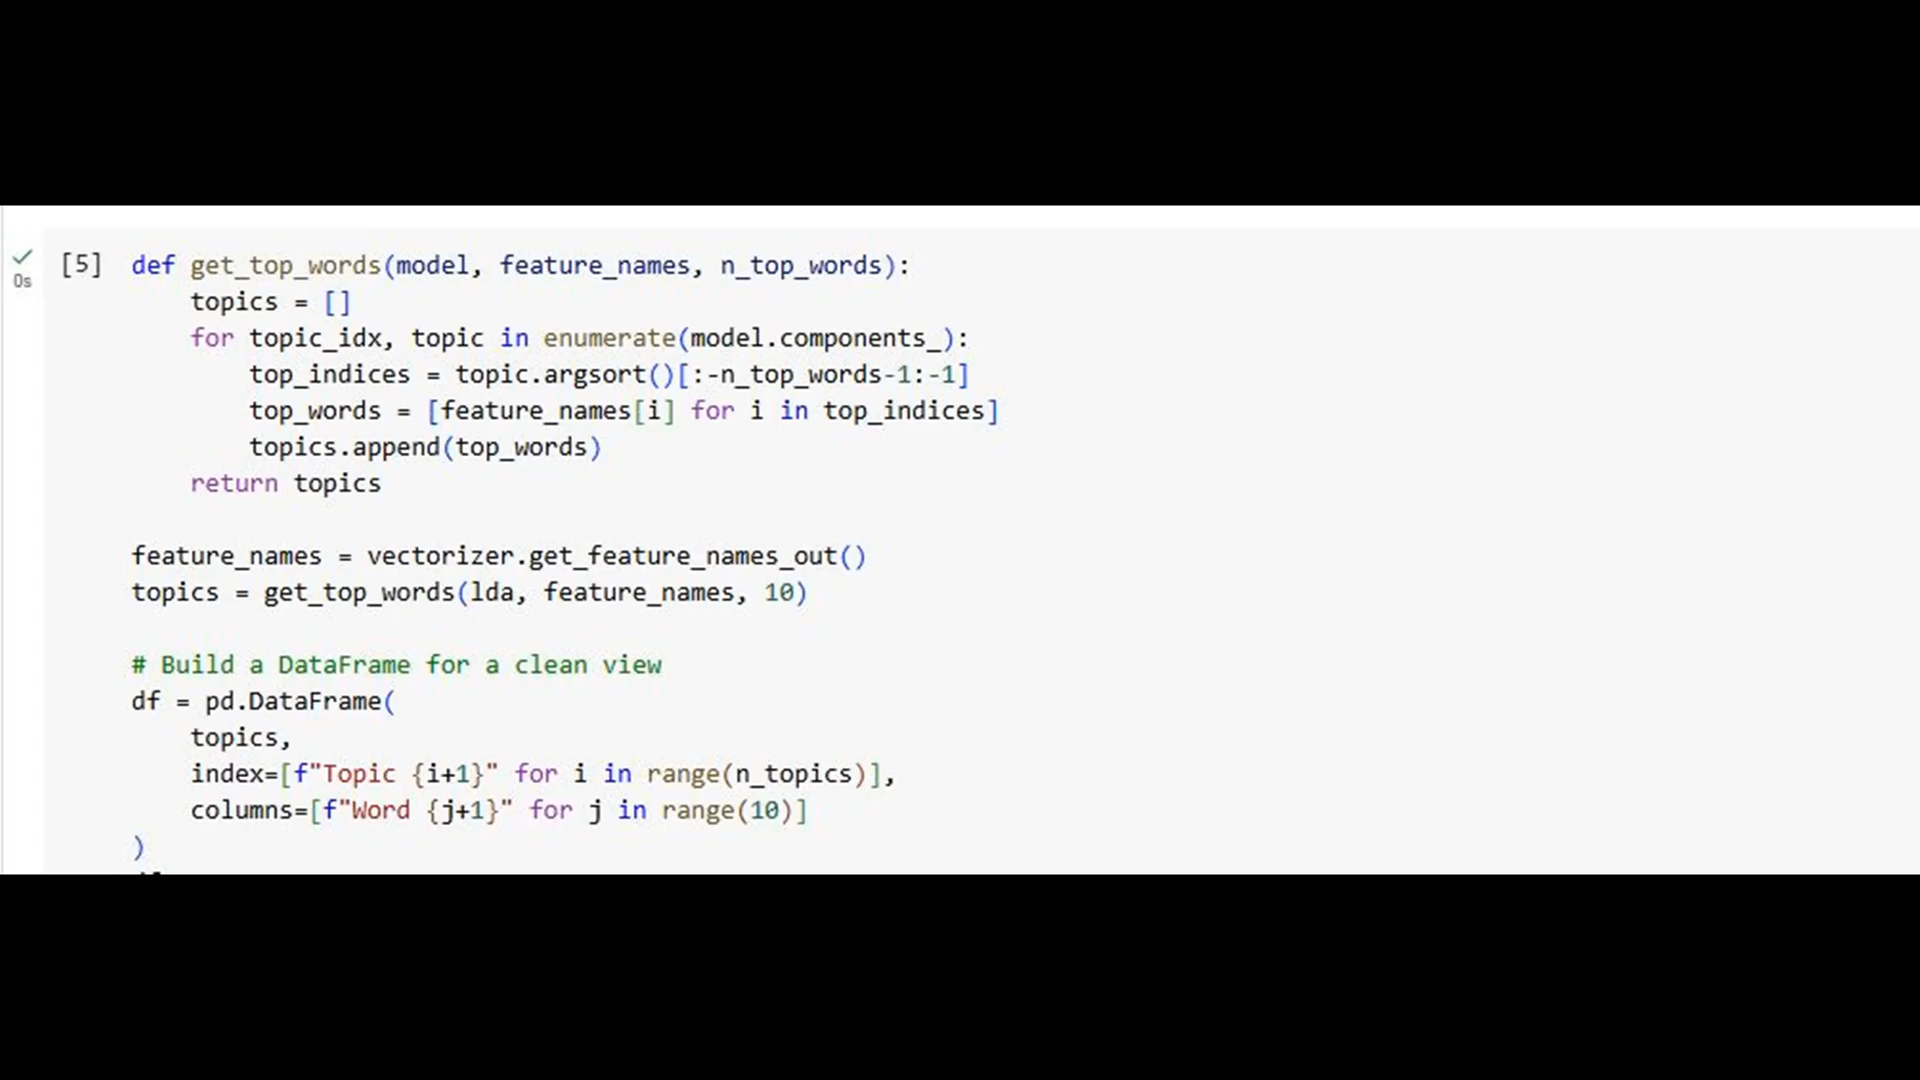 [5] def get_top_words(model, feature_names, n_top_words):
0s
    topics = []
    for topic_idx, topic in enumerate(model.components_):
        top_indices = topic.argsort()[:-n_top_words-1:-1]
        top_words = [feature_names[i] for i in top_indices]
        topics.append(top_words)
    return topics

feature_names = vectorizer.get_feature_names_out()
topics = get_top_words(lda, feature_names, 10)

# Build a DataFrame for a clean view
df = pd.DataFrame(
    topics,
    index=[f"Topic {i+1}" for i in range(n_topics)],
    columns=[f"Word {j+1}" for j in range(10)]
)